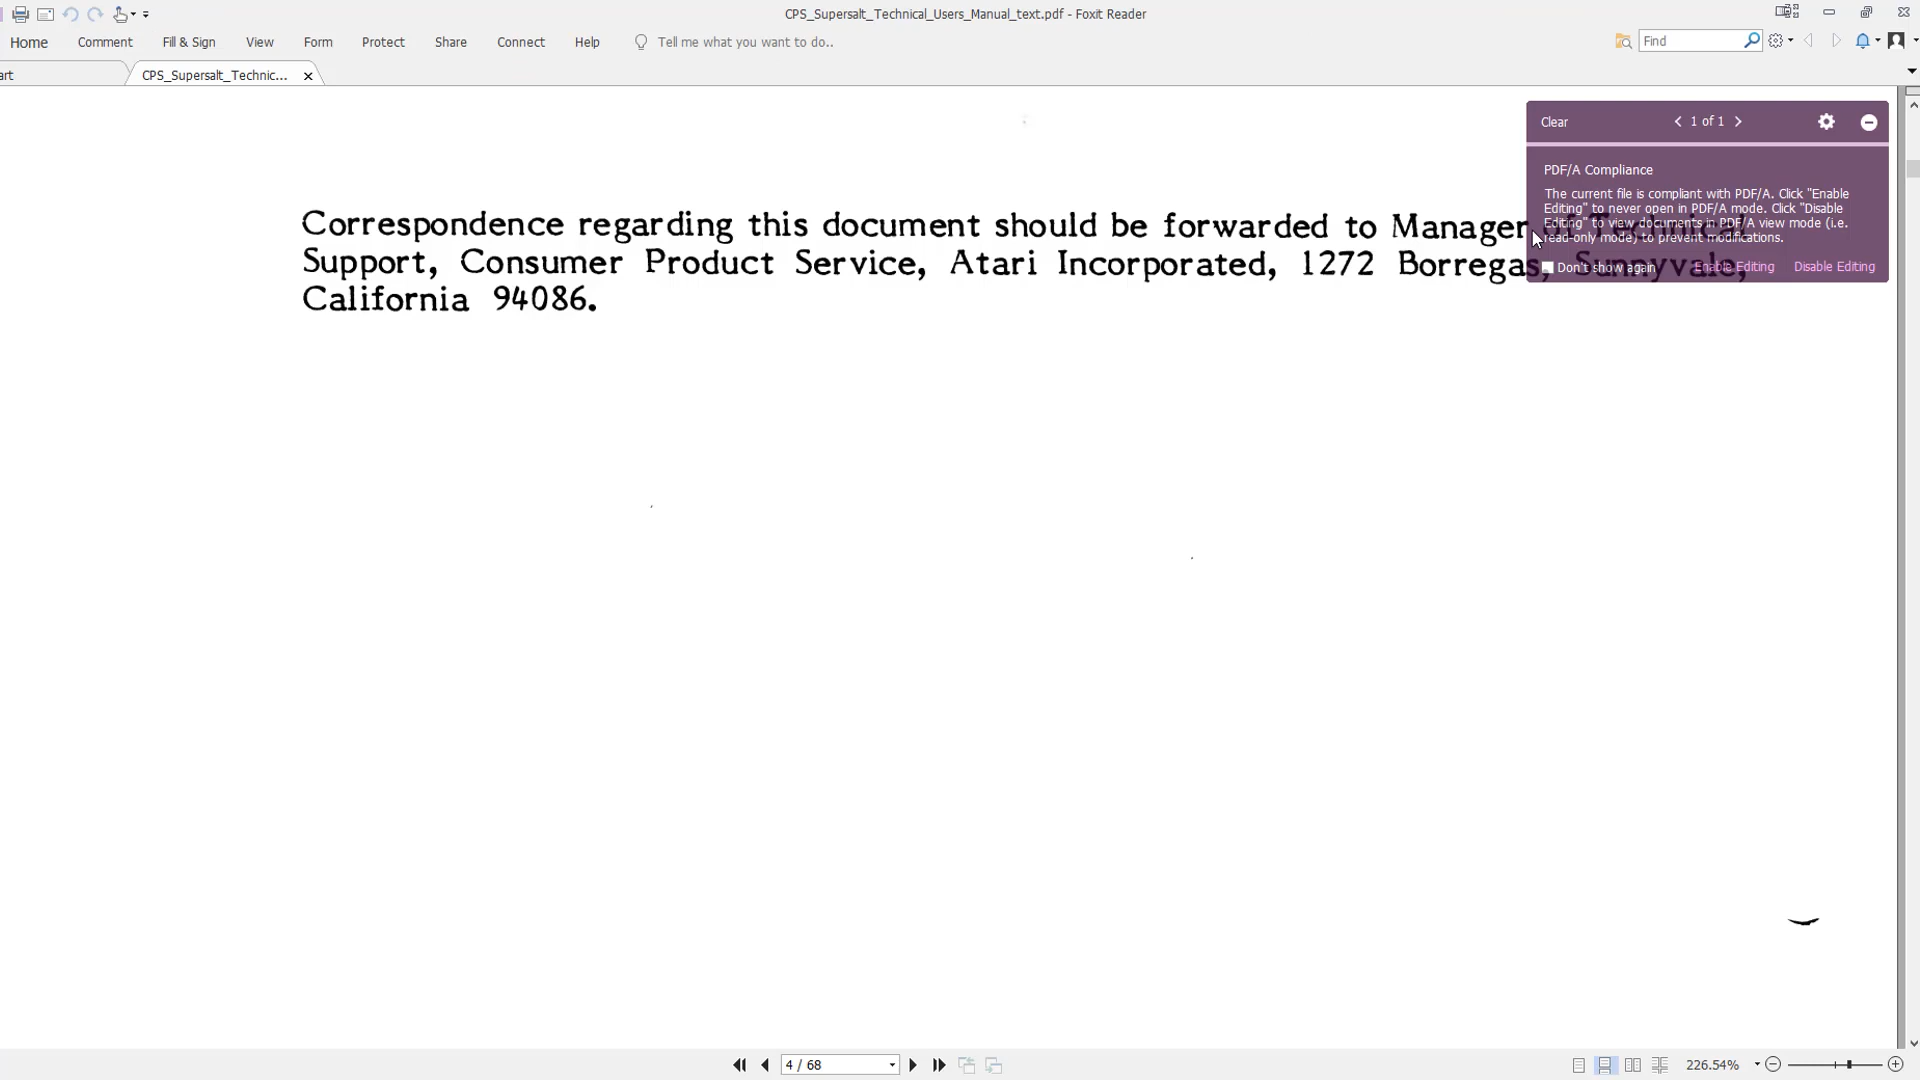 CPS_Supersalt_Technical_Users_Manual_text.pdf - Foxit Reader
Home Comment Fill & Sign View Form Protect Share Connect Help Tell me what you want to do.. Find
art CPS_Supersalt_Technic...
Clear 1 of 1
PDF/A Compliance
The current file is compliant with PDF/A. Click "Enable
Editing" to never open in PDF/A mode. Click "Disable
Editing" to view documents in PDF/A view mode (i.e.
read-only mode) to prevent modifications.
Don't show again Enable Editing Disable Editing
Correspondence regarding this document should be forwarded to Manager of Technical
Support, Consumer Product Service, Atari Incorporated, 1272 Borregas, Sunnyvale,
California 94086.
4 / 68 226.54%